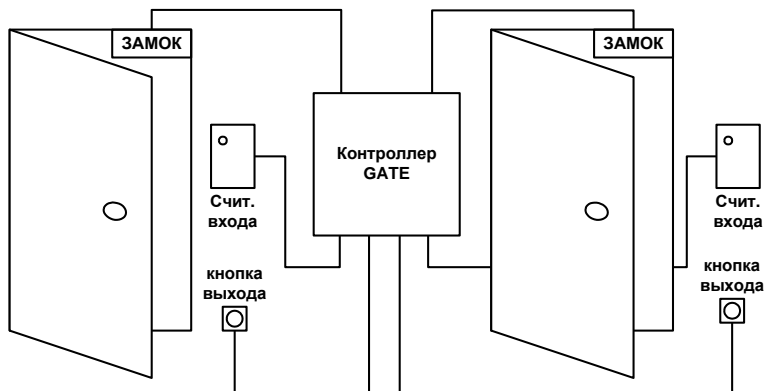 ЗАМОК
ЗАМОК
Контроллер
GATE
Счит.
входа
Счит.
входа
кнопка
выхода
кнопка
выхода